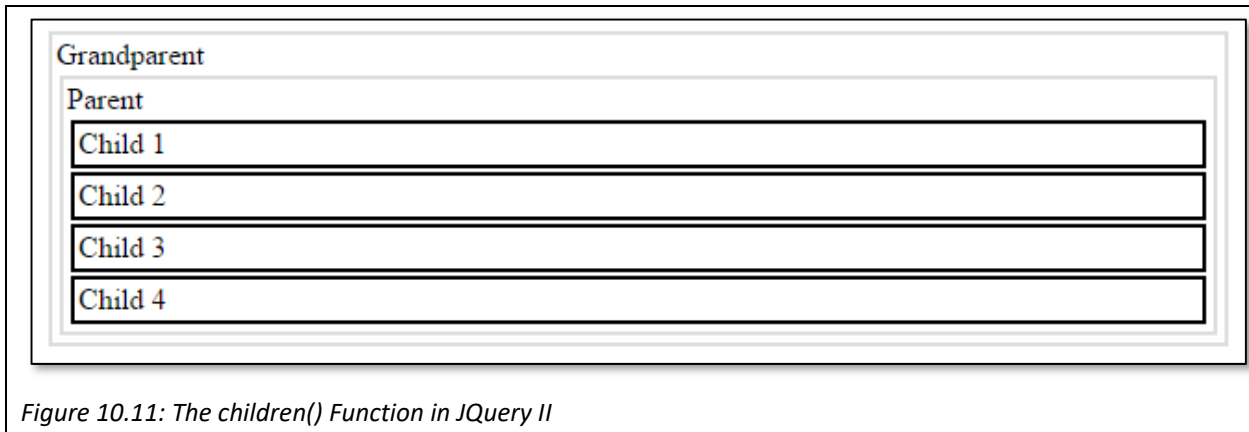 Grandparent
Parent
Child 1
Child 2
Child 3
Child 4
Figure 10.11: The children() Function in JQuery II